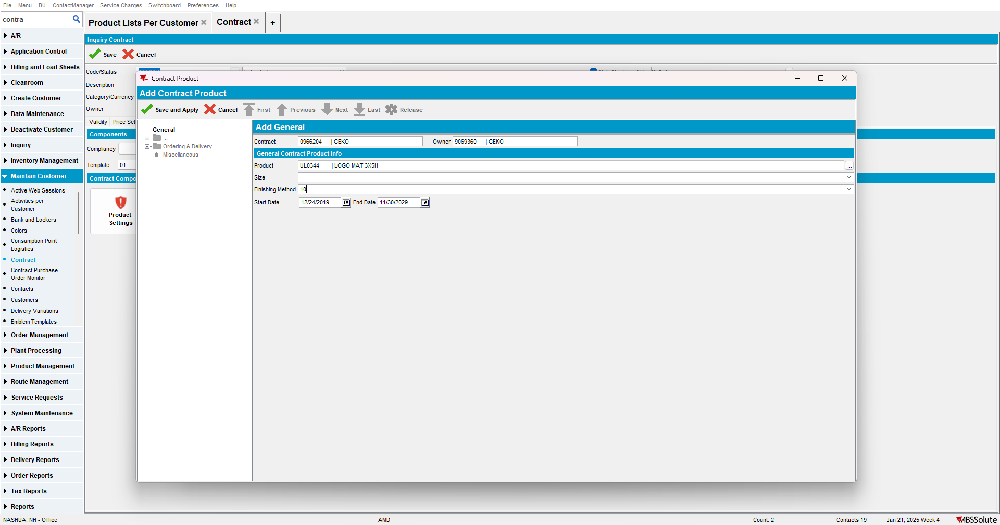 File Menu BU ContactManager Service Charges Switchboard Preferences Help
contra
Product Lists Per Customer
Contract
+
A/R
Application Control
Billing and Load Sheets
Cleanroom
Create Customer
Data Maintenance
Deactivate Customer
Inquiry
Inventory Management
Maintain Customer
Active Web Sessions
Activities per
Customer
Bank and Lockers
Colors
Consumption Point
Logistics
Contract
Contract Purchase
Order Monitor
Contacts
Customers
Delivery Variations
Emblem Templates
Order Management
Plant Processing
Product Management
Route Management
Service Requests
System Maintenance
A/R Reports
Billing Reports
Delivery Reports
Order Reports
Tax Reports
Reports
Inquiry Contract
Save Cancel
Code/Status
Description
Category/Currency
Owner
Validity Price Set
Components
Compliancy
Template 01
Contract Compo
Product
Settings
Contract Product
Add Contract Product
Save and Apply Cancel First Previous Next Last Release
General
...
Ordering & Delivery
Miscellaneous
Add General
Contract 0966204 | GEKO Owner 9069360 | GEKO
General Contract Product Info
Product UL0344 | LOGO MAT 3X5H ...
Size -
Finishing Method 10
Start Date 12/24/2019 16 End Date 11/30/2029 16
NASHUA, NH - Office AMD Count: 2 Contacts 19 Jan 21, 2025 Week 4 ABSSolute